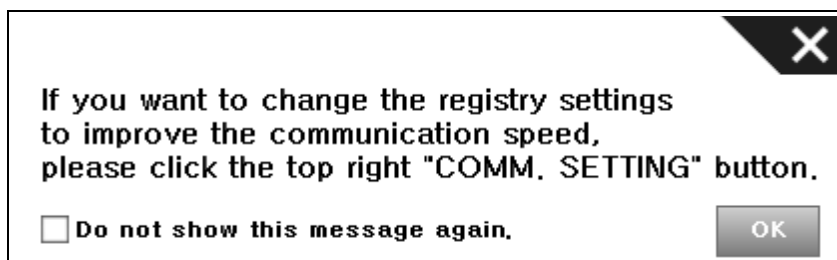 If you want to change the registry settings
to improve the communication speed,
please click the top right "COMM. SETTING" button.
Do not show this message again.
OK